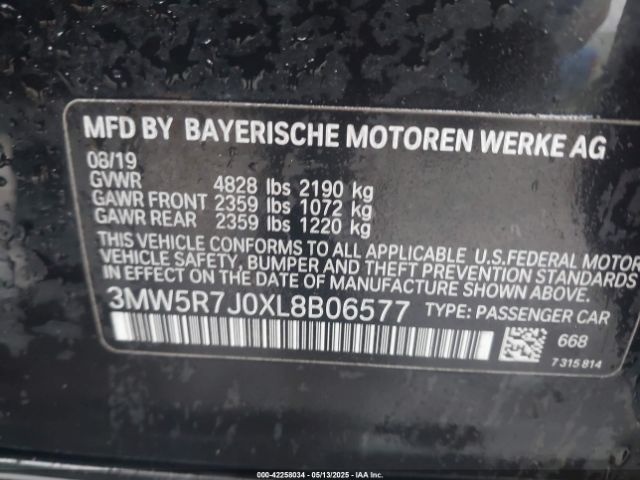 MFD BY BAYERISCHE MOTOREN WERKE AG
08/19
GVWR 4828 lbs 2190 kg
GAWR FRONT 2359 lbs 1072 kg
GAWR REAR 2359 lbs 1220 kg
THIS VEHICLE CONFORMS TO ALL APPLICABLE U.S.FEDERAL MOTOR
VEHICLE SAFETY, BUMPER AND THEFT PREVENTION STANDARDS
IN EFFECT ON THE DATE OF MANUFACTURE SHOWN ABOVE.
3MW5R7J0XL8B06577 TYPE: PASSENGER CAR
668
7 315 814
000-42258034 - 05/13/2025 - IAA Inc.